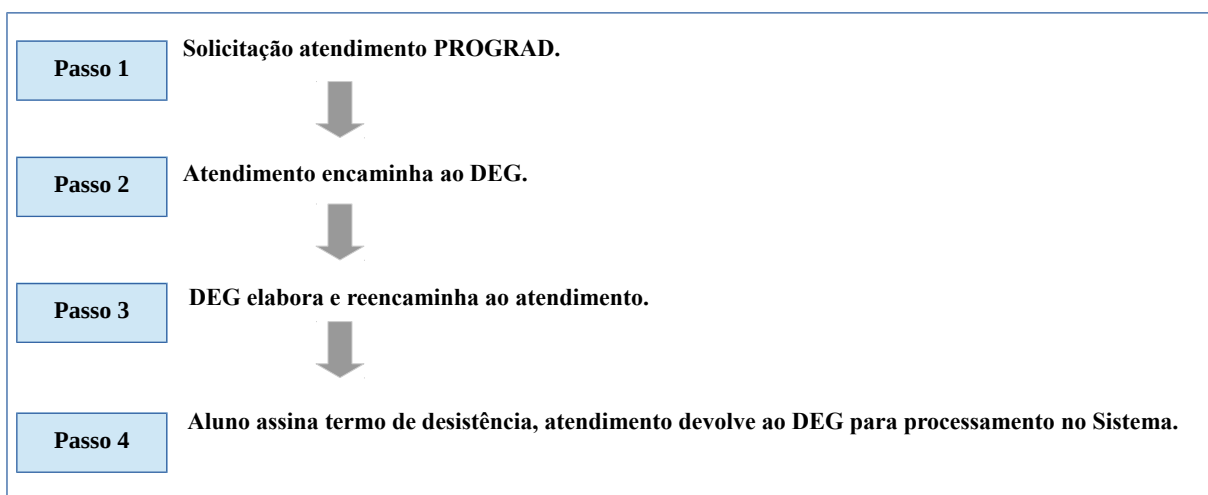 Passo 1
Solicitação atendimento PROGRAD.
Passo 2
Atendimento encaminha ao DEG.
Passo 3
DEG elabora e reencaminha ao atendimento.
Passo 4
Aluno assina termo de desistência, atendimento devolve ao DEG para processamento no Sistema.